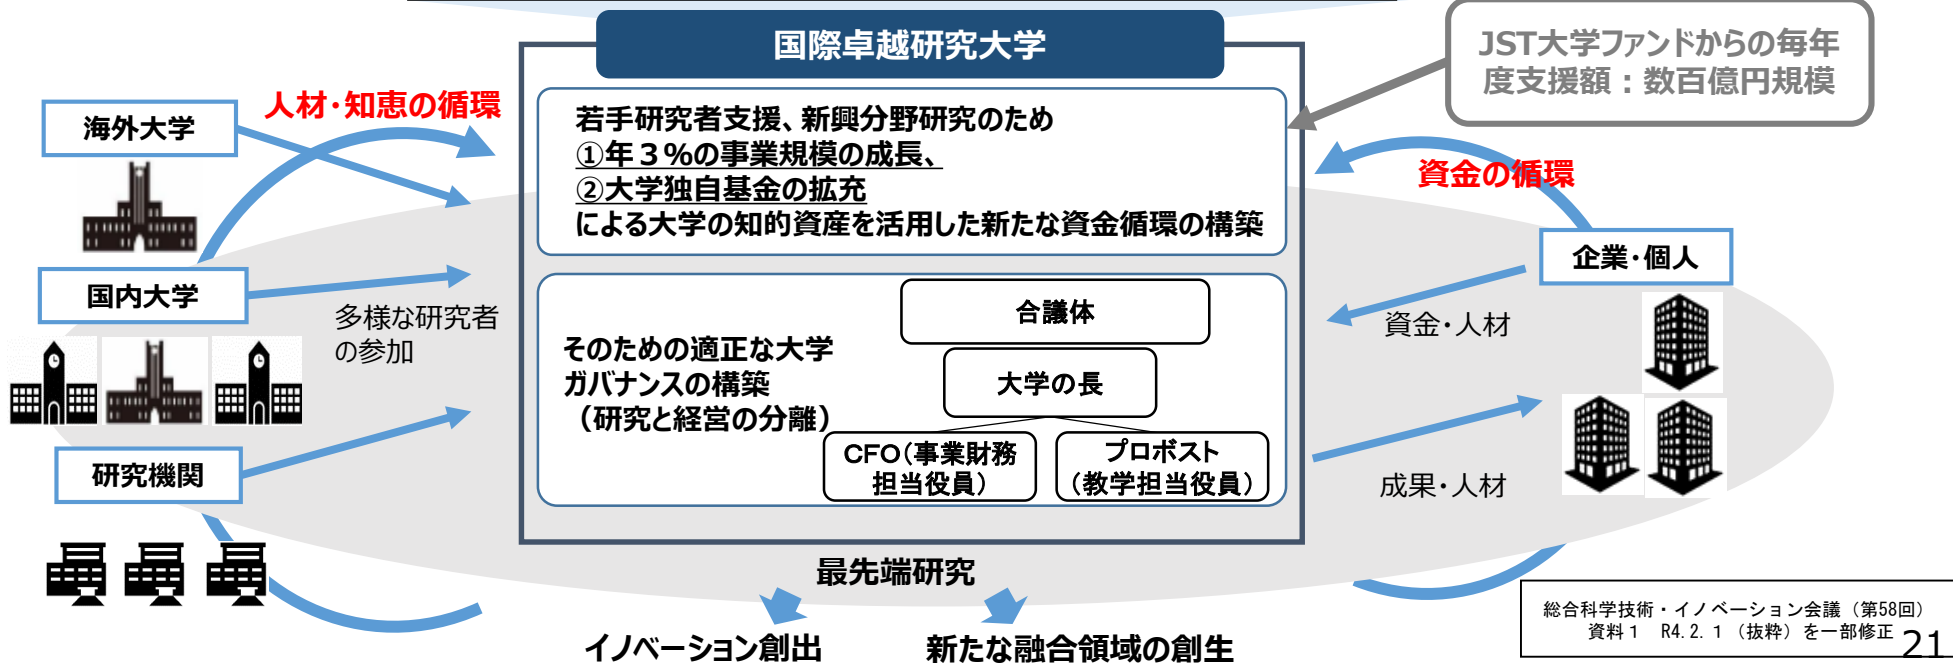 国際卓越研究大学
JST大学ファンドからの毎年
度支援額：数百億円規模
人材・知恵の循環
海外大学
若手研究者支援、新興分野研究のため
①年３%の事業規模の成長、
②大学独自基金の拡充
による大学の知的資産を活用した新たな資金循環の構築
資金の循環
企業・個人
国内大学
多様な研究者
の参加
合議体
資金・人材
そのための適正な大学
ガバナンスの構築
（研究と経営の分離）
大学の長
CFO（事業財務
担当役員）
プロボスト
（教学担当役員）
研究機関
成果・人材
最先端研究
イノベーション創出
新たな融合領域の創生
総合科学技術・イノベーション会議（第58回）
資料１　R4.2.1（抜粋）を一部修正
21